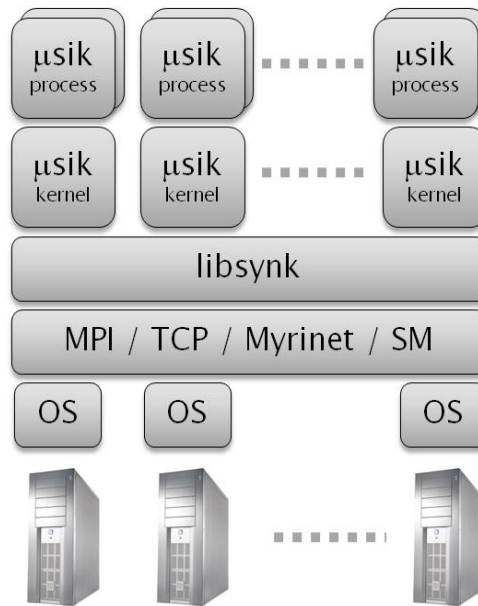 μsik μsik μsik
process process process
μsik μsik μsik
kernel kernel kernel
libsynk
MPI / TCP / Myrinet / SM
OS OS OS